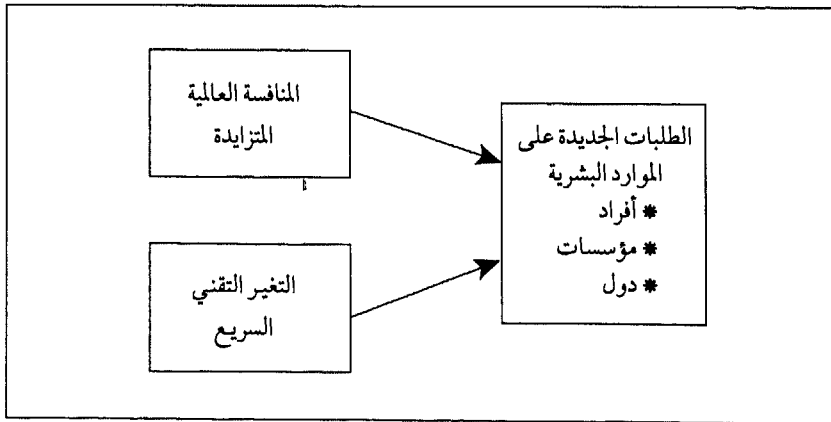 المنافسة العالمية
المتزايدة
التغير التقني
السريع
الطلبات الجديدة على
الموارد البشرية
* أفراد
* مؤسسات
* دول